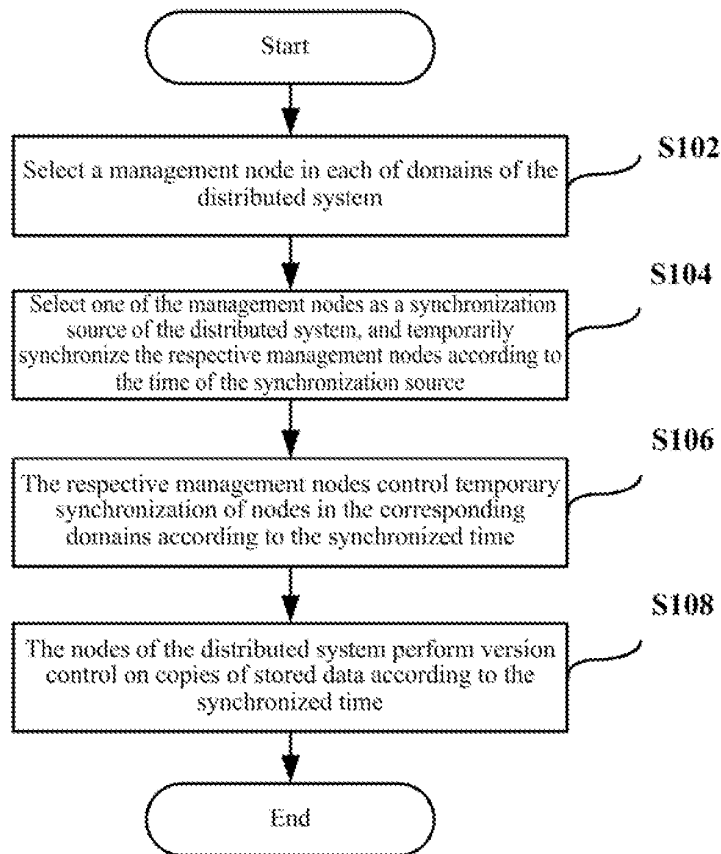 Start
S102
Select a management node in each of domains of the
distributed system
S104
Select one of the management nodes as a synchronization
source of the distributed system, and temporarily
synchronize the respective management nodes according to
the time of the synchronization source
S106
The respective management nodes control temporary
synchronization of nodes in the corresponding
domains according to the synchronized time
S108
The nodes of the distributed system perform version
control on copies of stored data according to the
synchronized time
End